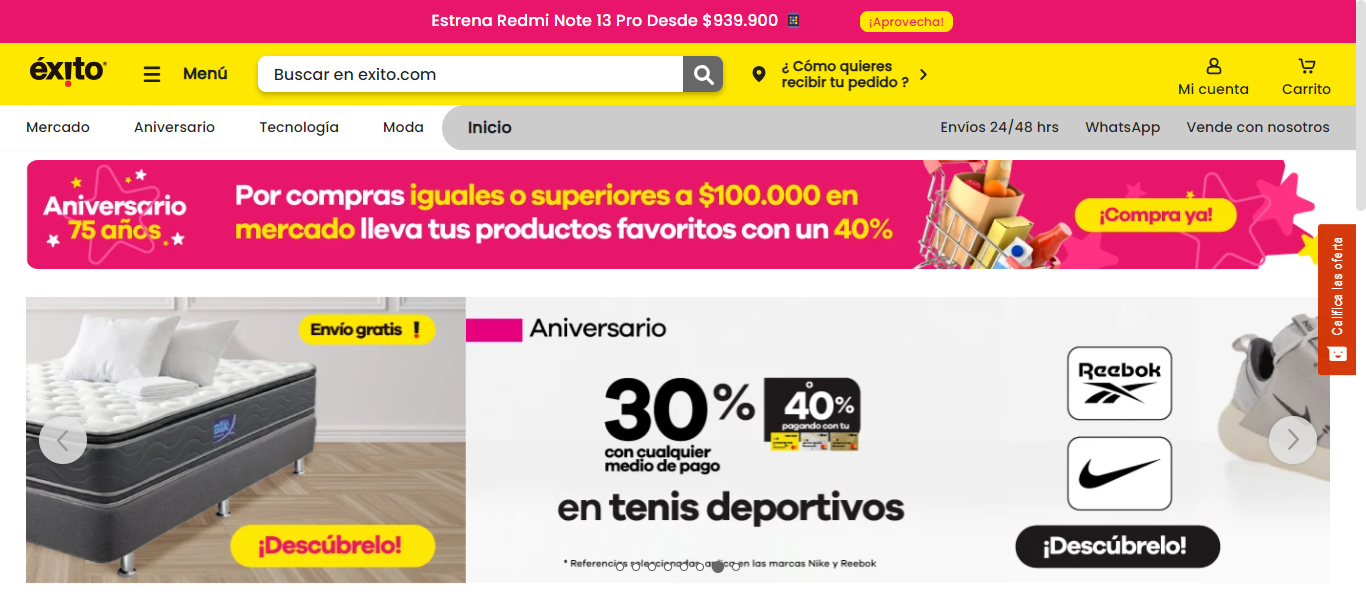 Estrena Redmi Note 13 Pro Desde $939.900
¡Aprovecha!
éxito
Menú
Buscar en exito.com
¿ Cómo quieres
recibir tu pedido ?
Mi cuenta
Carrito
Mercado
Aniversario
Tecnología
Moda
Inicio
Envíos 24/48 hrs
WhatsApp
Vende con nosotros
Aniversario
75 años
Por compras iguales o superiores a $100.000 en
mercado lleva tus productos favoritos con un 40%
¡Compra ya!
Califica las oferta
Envío gratis !
¡Descúbrelo!
Aniversario
30%
con cualquier
medio de pago
40%
pagando con tu
en tenis deportivos
* Referencias seleccionadas, aplica en las marcas Nike y Reebok
Reebok
¡Descúbrelo!